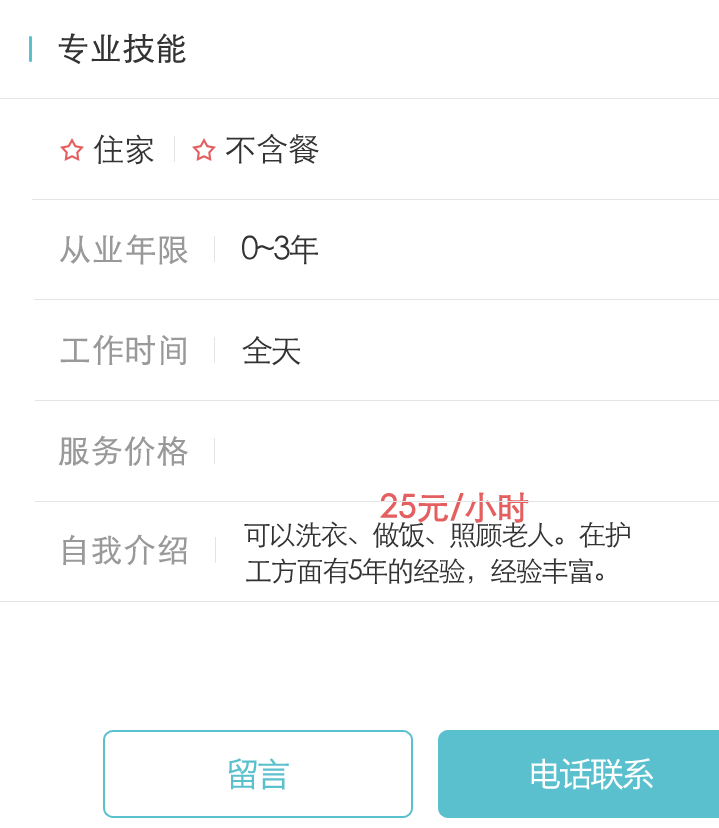 专业技能
住家 不含餐
从业年限 0~3年
工作时间 全天
服务价格
25元/小时
自我介绍
可以洗衣、做饭、照顾老人。在护
工方面有5年的经验，经验丰富。
留言 电话联系